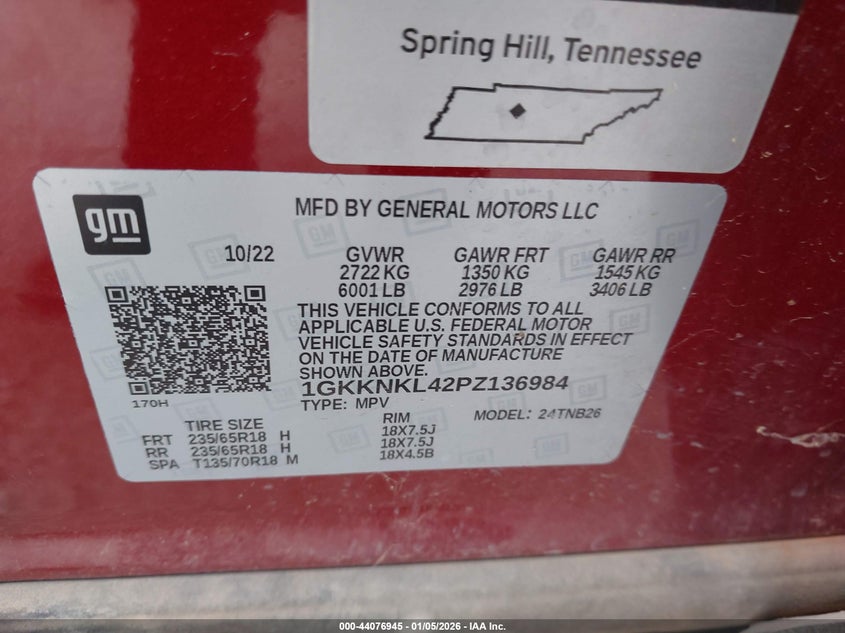 Spring Hill, Tennessee
gm
MFD BY GENERAL MOTORS LLC
10/22
GVWR GAWR FRT GAWR RR
2722 KG 1350 KG 1545 KG
6001 LB 2976 LB 3406 LB
THIS VEHICLE CONFORMS TO ALL
APPLICABLE U.S. FEDERAL MOTOR
VEHICLE SAFETY STANDARDS IN EFFECT
ON THE DATE OF MANUFACTURE
SHOWN ABOVE.
1GKKNKL42PZ136984
170H
TYPE: MPV MODEL: 24TNB26
TIRE SIZE RIM
FRT 235/65R18 H 18X7.5J
RR 235/65R18 H 18X7.5J
SPA T135/70R18 M 18X4.5B
000-44076945 - 01/05/2026 - IAA Inc.